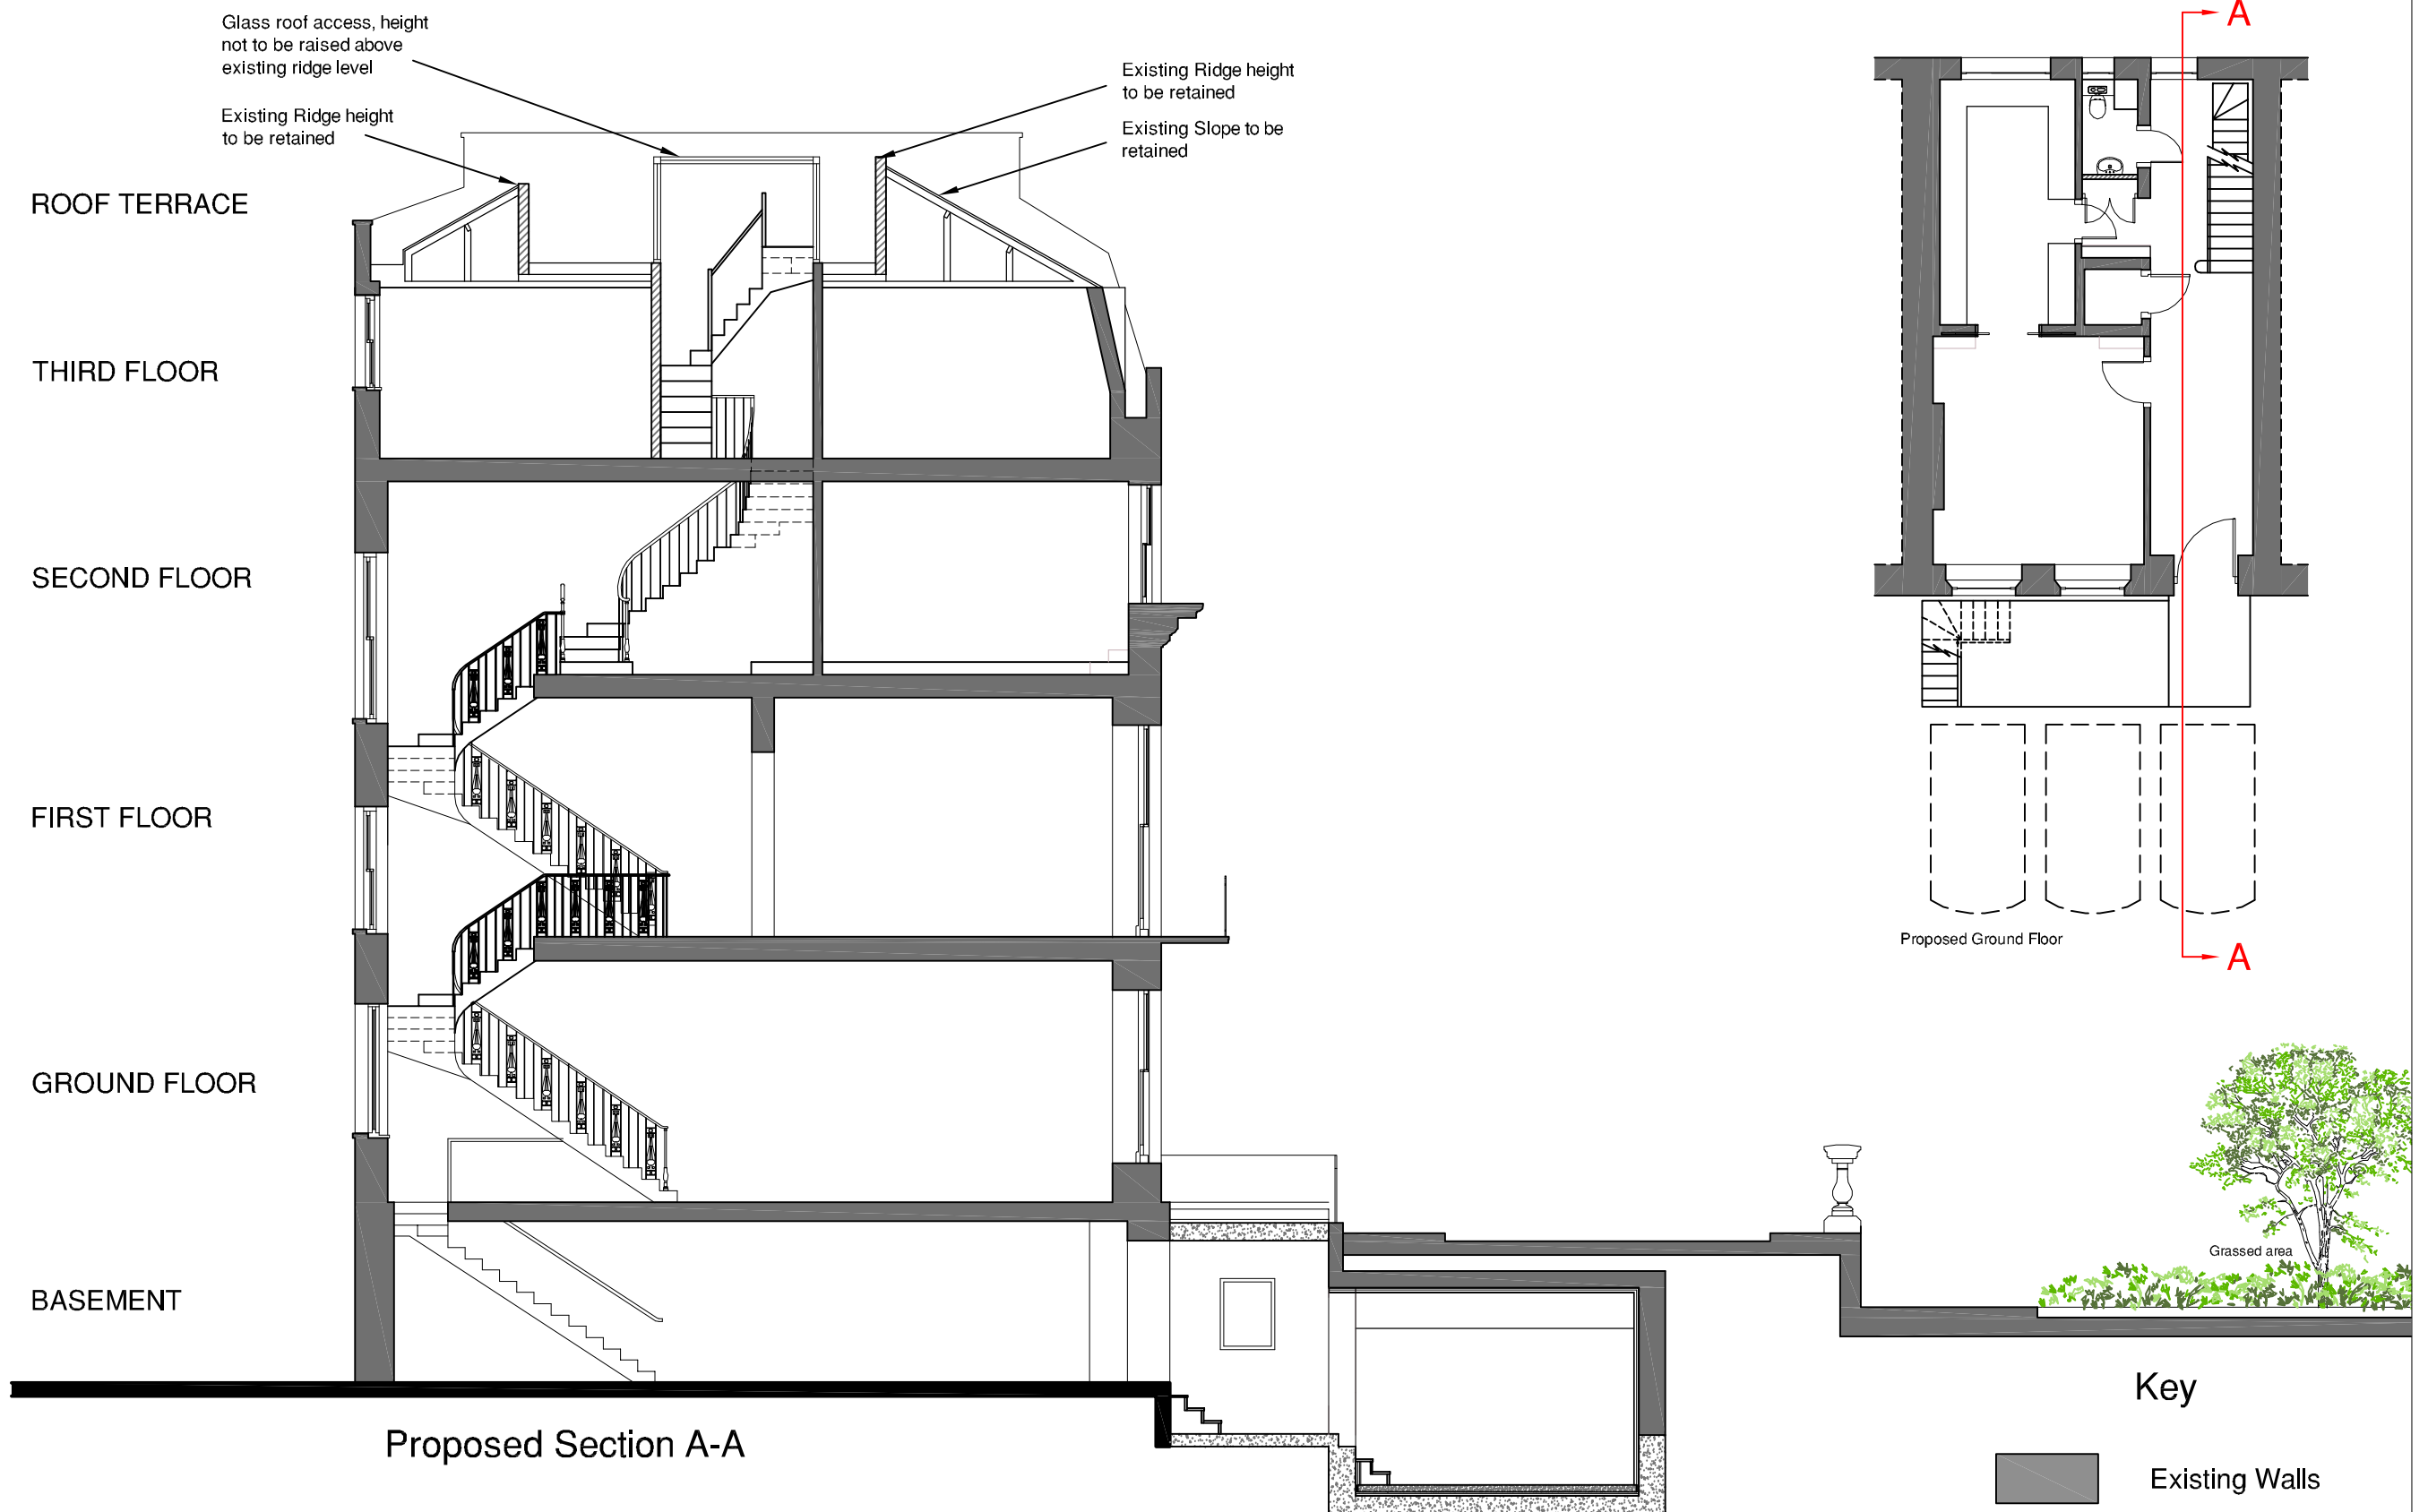 Glass roof access, height
not to be raised above
existing ridge level
Existing Ridge height
to be retained
Existing Ridge height
to be retained
Existing Slope to be
retained
A
ROOF TERRACE
THIRD FLOOR
SECOND FLOOR
FIRST FLOOR
Proposed Ground Floor
A
GROUND FLOOR
Grassed area
BASEMENT
Key
Proposed Section A-A
Existing Walls